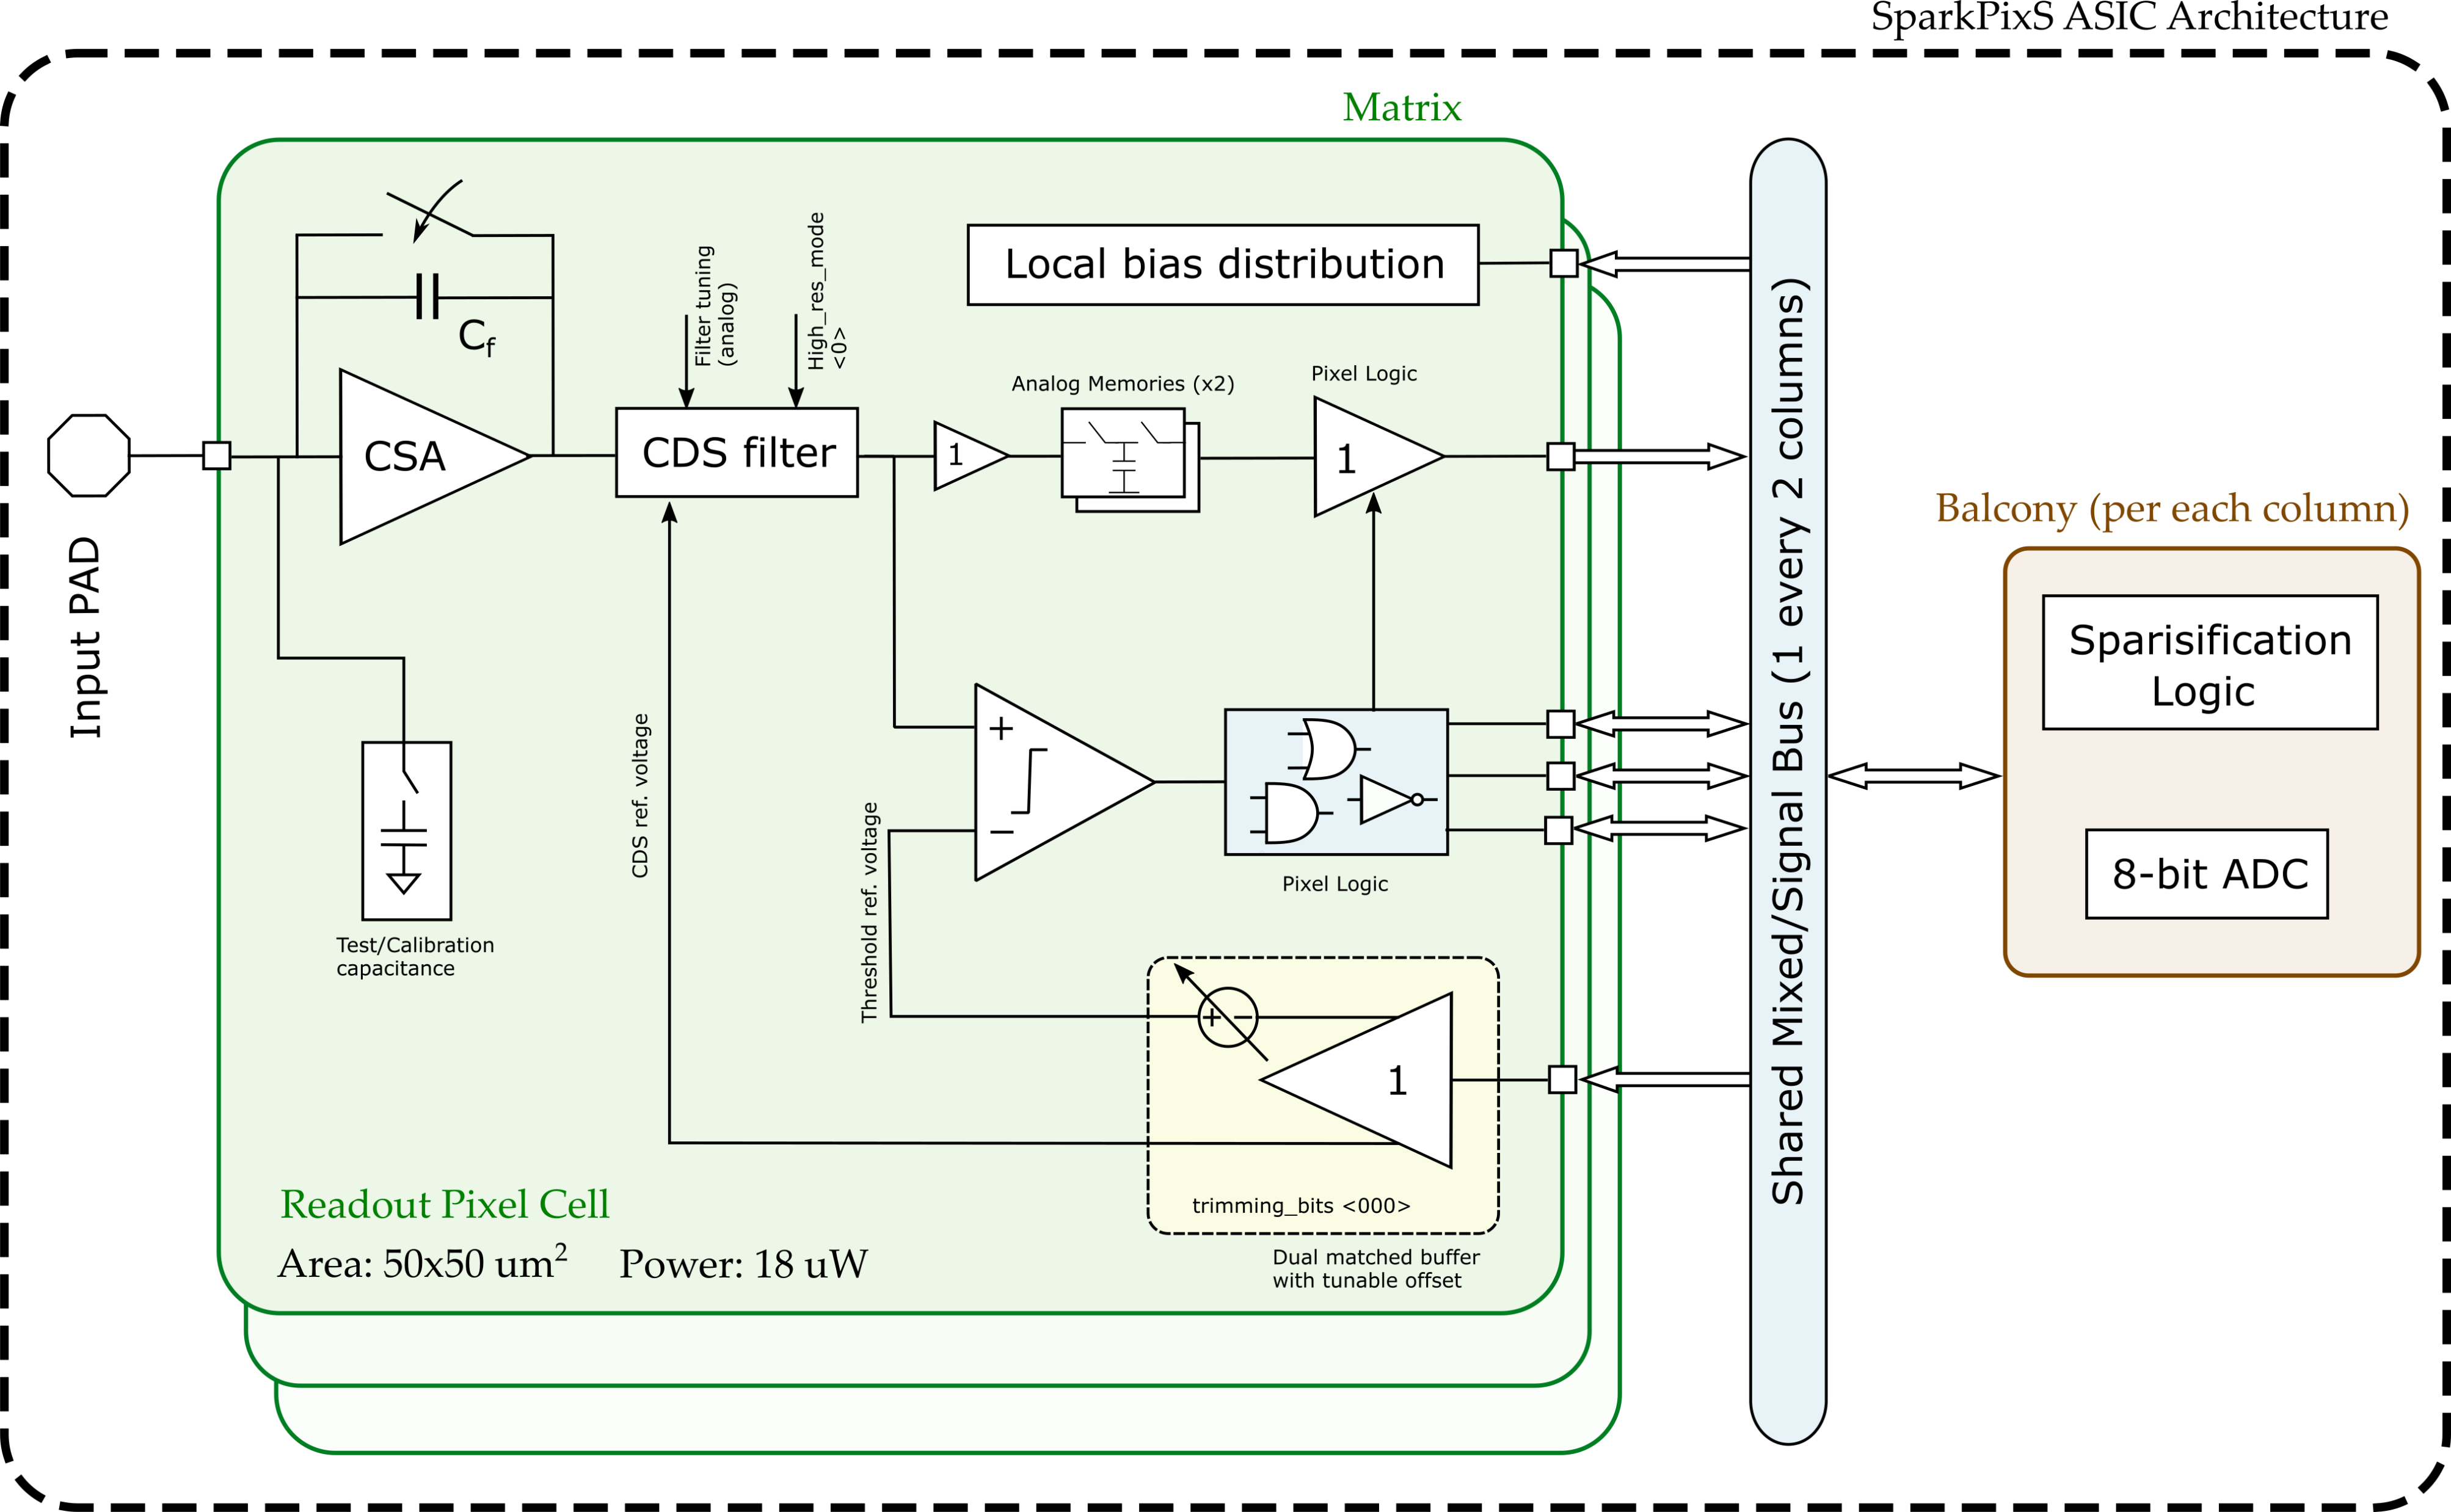 SparkPixS ASIC Architecture
Matrix
Local bias distribution
Filter tuning
(analog)
High_res_mode
<0>
Cf
Analog Memories (x2)
Pixel Logic
CSA
CDS filter
1
1
Input PAD
Shared Mixed/Signal Bus (1 every 2 columns)
Balcony (per each column)
Sparisification
Logic
8-bit ADC
+
−
Pixel Logic
CDS ref. voltage
Threshold ref. voltage
Test/Calibration
capacitance
+ −
1
trimming_bits <000>
Dual matched buffer
with tunable offset
Readout Pixel Cell
Area: 50x50 um2 Power: 18 uW